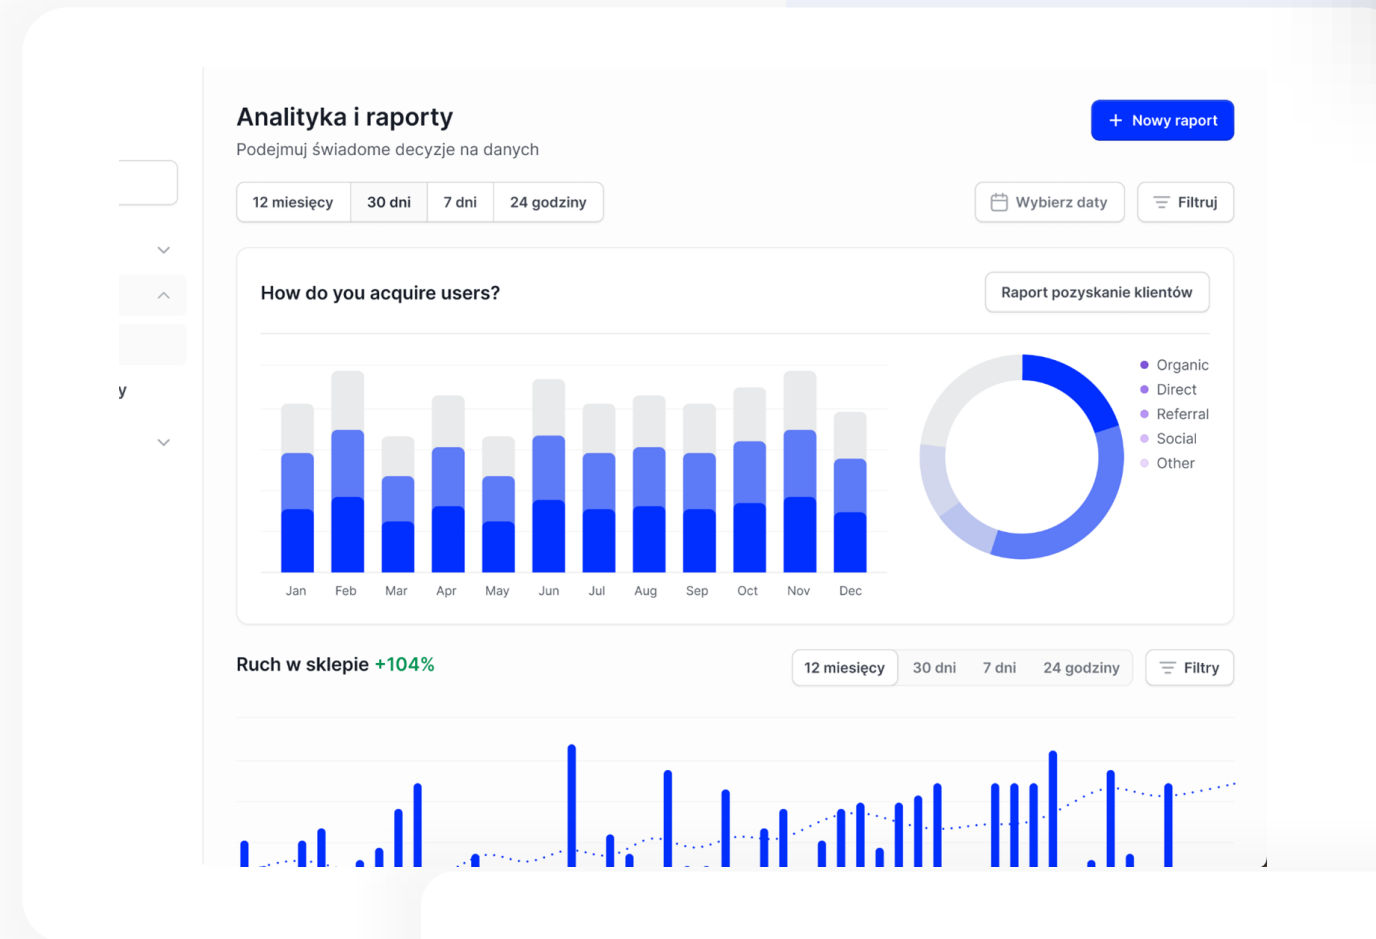 Analityka i raporty
Podejmuj świadome decyzje na danych
+ Nowy raport
12 miesięcy 30 dni 7 dni 24 godziny
Wybierz daty Filtruj
y
How do you acquire users?
Raport pozyskanie klientów
Organic
Direct
Referral
Social
Other
Jan Feb Mar Apr May Jun Jul Aug Sep Oct Nov Dec
Ruch w sklepie +104%
12 miesięcy 30 dni 7 dni 24 godziny
Filtry